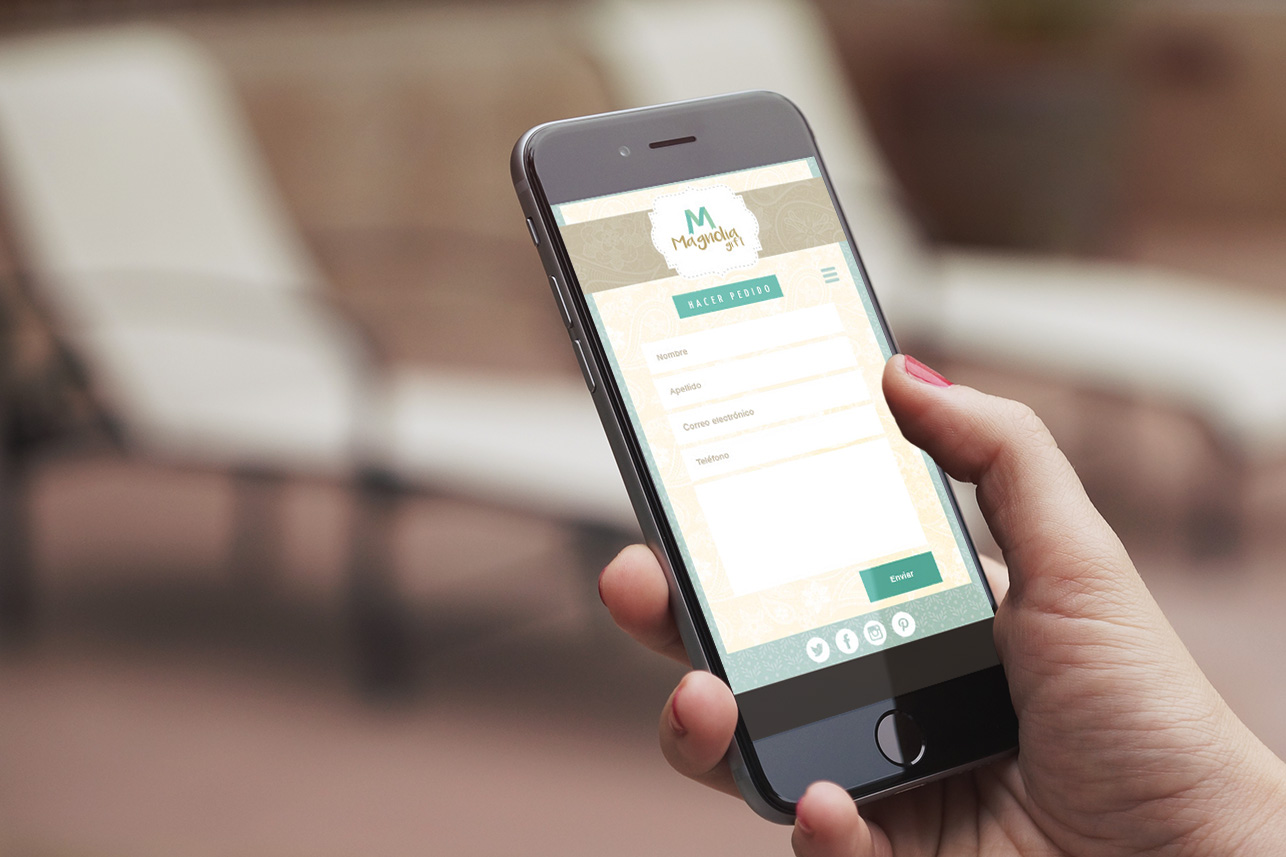 M
Magnolia
gift
HACER PEDIDO
Nombre
Apellido
Correo electrónico
Teléfono
Enviar